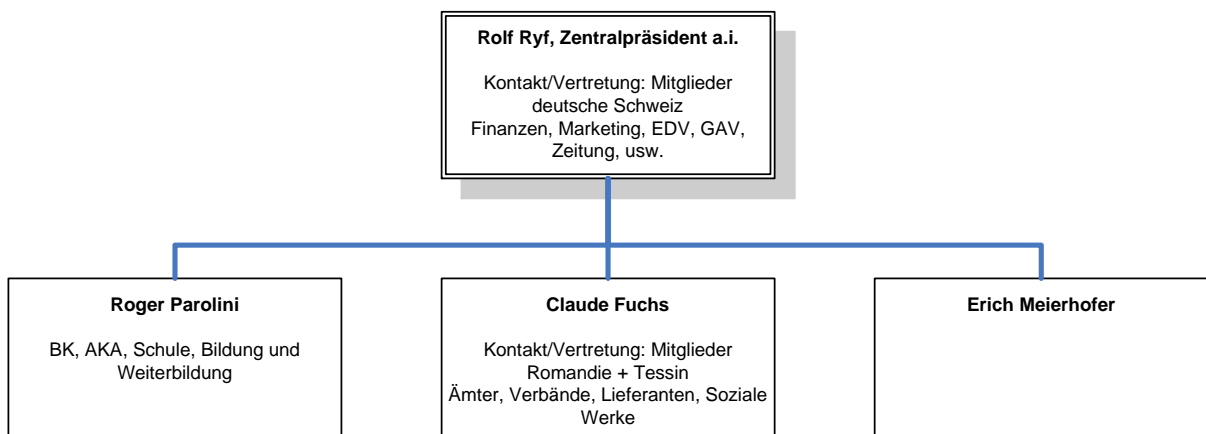 Rolf Ryf, Zentralpräsident a.i.
Kontakt/Vertretung: Mitglieder
deutsche Schweiz
Finanzen, Marketing, EDV, GAV,
Zeitung, usw.
Roger Parolini
BK, AKA, Schule, Bildung und
Weiterbildung
Claude Fuchs
Kontakt/Vertretung: Mitglieder
Romandie + Tessin
Ämter, Verbände, Lieferanten, Soziale
Werke
Erich Meierhofer